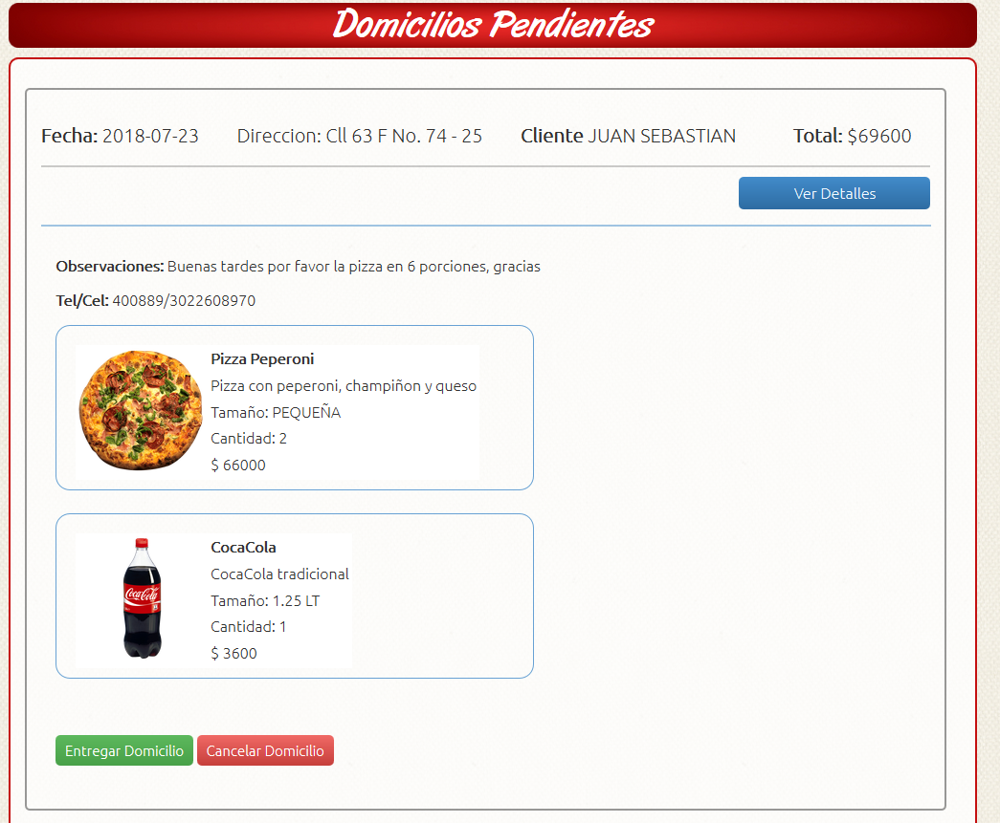 Domicilios Pendientes
Fecha: 2018-07-23 Direccion: Cll 63 F No. 74 - 25 Cliente JUAN SEBASTIAN Total: $69600
Ver Detalles
Observaciones: Buenas tardes por favor la pizza en 6 porciones, gracias
Tel/Cel: 400889/3022608970
Pizza Peperoni
Pizza con peperoni, champiñon y queso
Tamaño: PEQUEÑA
Cantidad: 2
$ 66000
CocaCola
CocaCola tradicional
Tamaño: 1.25 LT
Cantidad: 1
$ 3600
Coca-Cola
Entregar Domicilio Cancelar Domicilio